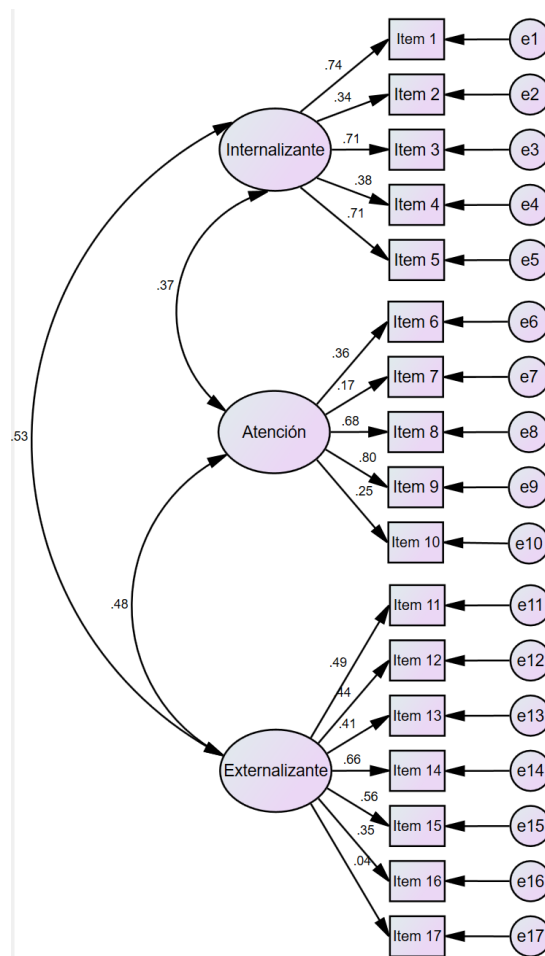 Item 1
e1
.74
Item 2
e2
.34
Internalizante
.71
Item 3
e3
.38
Item 4
e4
.71
Item 5
e5
.37
Item 6
e6
.36
Item 7
e7
.17
Atención
.68
Item 8
e8
.53
.80
Item 9
e9
.25
Item 10
e10
.48
Item 11
e11
.49
Item 12
e12
.44
Item 13
e13
.41
Externalizante
.66
Item 14
e14
.56
Item 15
e15
.35
Item 16
e16
.04
Item 17
e17